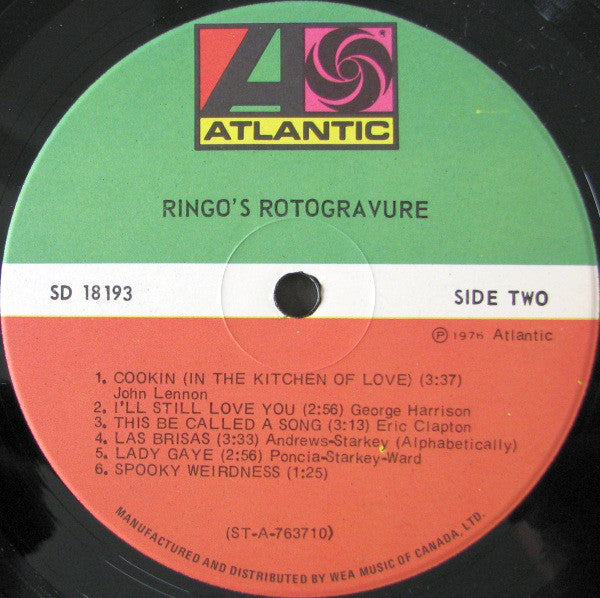 ATLANTIC
RINGO'S ROTOGRAVURE
SD 18193
SIDE TWO
Ⓟ 1976 Atlantic
1. COOKIN (IN THE KITCHEN OF LOVE) (3:37)
John Lennon
2. I'LL STILL LOVE YOU (2:56) George Harrison
3. THIS BE CALLED A SONG (3:13) Eric Clapton
4. LAS BRISAS (3:33) Andrews-Starkey (Alphabetically)
5. LADY GAYE (2:56) Poncia-Starkey-Ward
6. SPOOKY WEIRDNESS (1:25)
(ST-A-763710)
MANUFACTURED AND DISTRIBUTED BY WEA MUSIC OF CANADA, LTD.